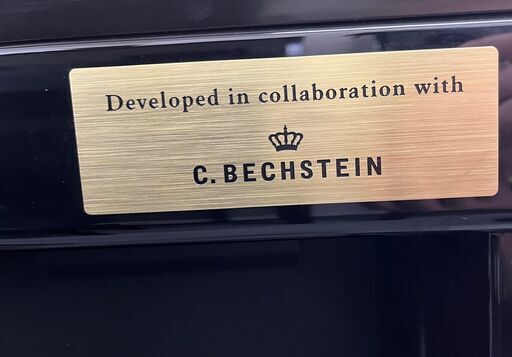 Developed in collaboration with
C. BECHSTEIN